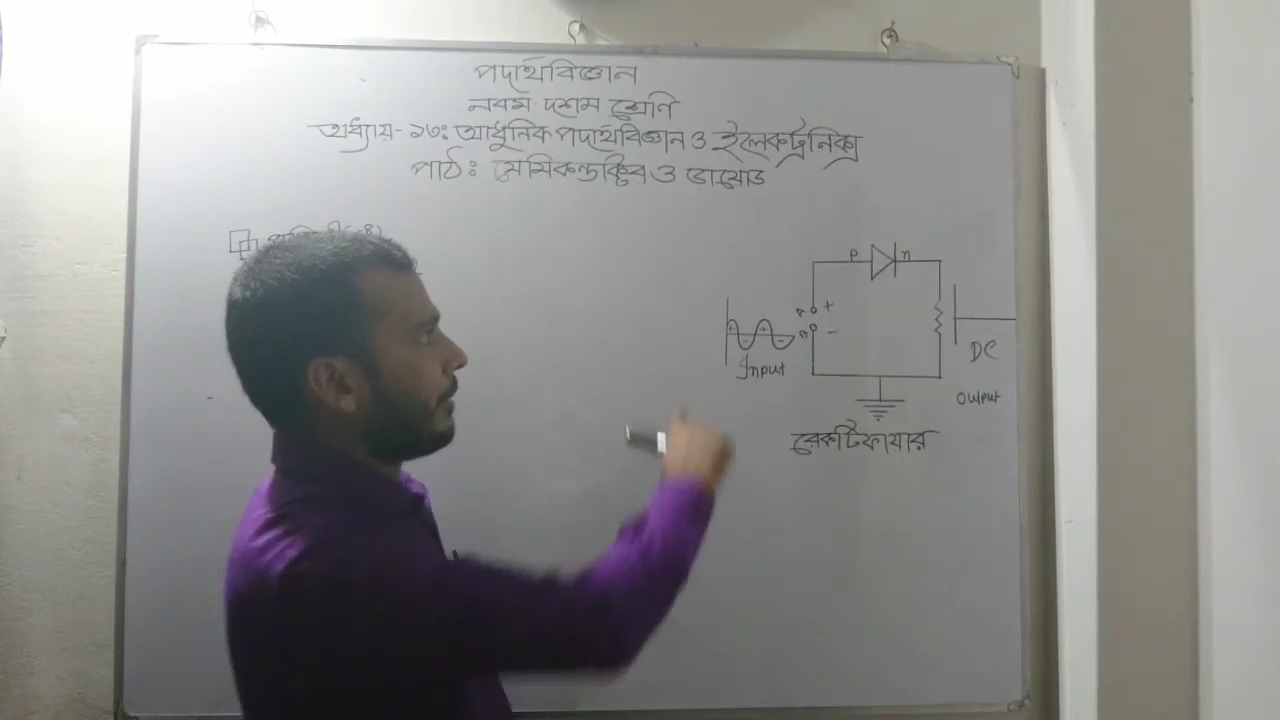 পদার্থবিজ্ঞান
নবম-দশম শ্রেণি
অধ্যায়-১৩: আধুনিক পদার্থবিজ্ঞান ও ইলেকট্রনিক্স
পাঠ: সেমিকন্ডাক্টর ও ডায়োড
P n
+
-
+ + - -
Input
DC
Output
রেকটিফায়ার